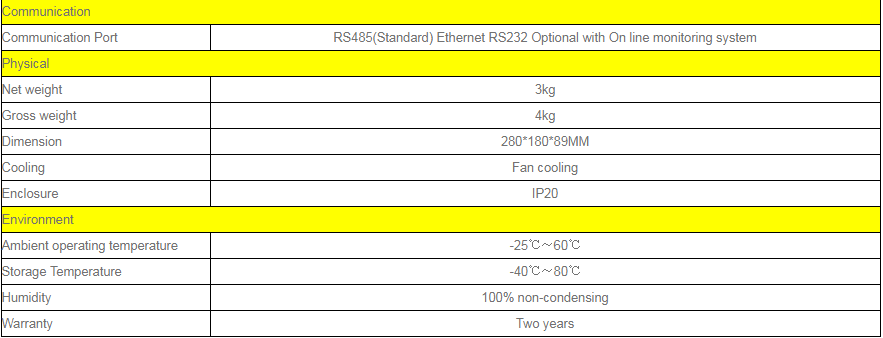 Communication
Communication Port RS485(Standard) Ethernet RS232 Optional with On line monitoring system
Physical
Net weight 3kg
Gross weight 4kg
Dimension 280*180*89MM
Cooling Fan cooling
Enclosure IP20
Environment
Ambient operating temperature -25℃～60℃
Storage Temperature -40℃～80℃
Humidity 100% non-condensing
Warranty Two years